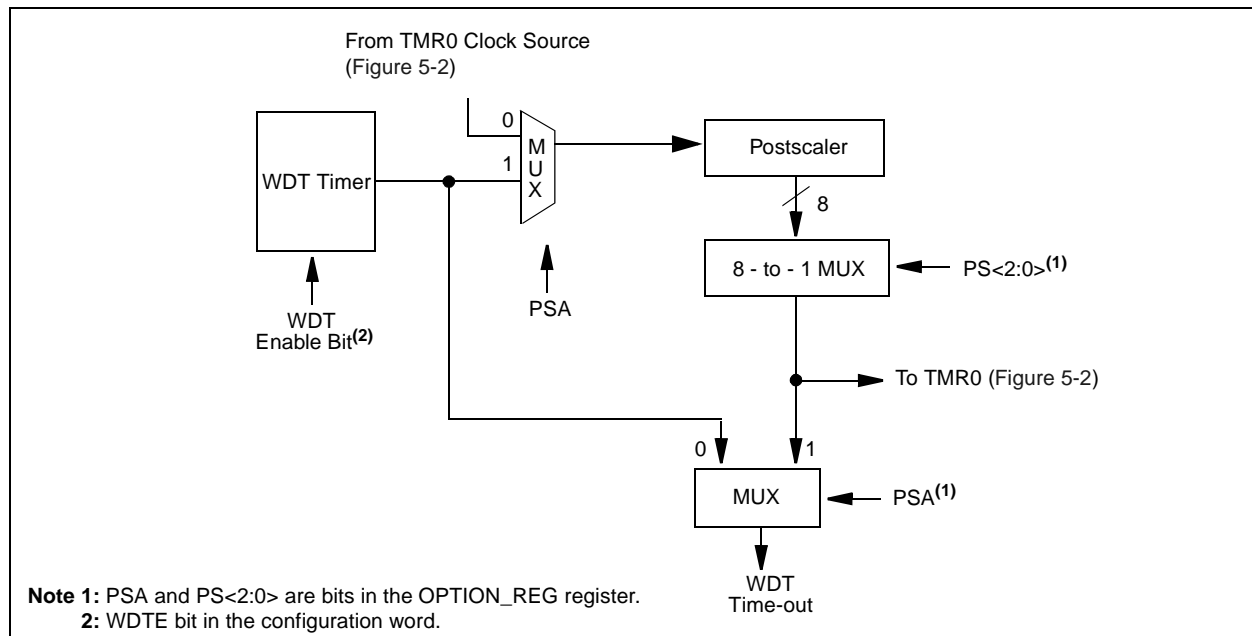 From TMR0 Clock Source
(Figure 5-2)
0
1
MUX
WDT Timer
Postscaler
8
8 - to - 1 MUX
PS<2:0>(1)
PSA
WDT
Enable Bit(2)
To TMR0 (Figure 5-2)
0
1
MUX
PSA(1)
WDT
Time-out
Note 1: PSA and PS<2:0> are bits in the OPTION_REG register.
2: WDTE bit in the configuration word.